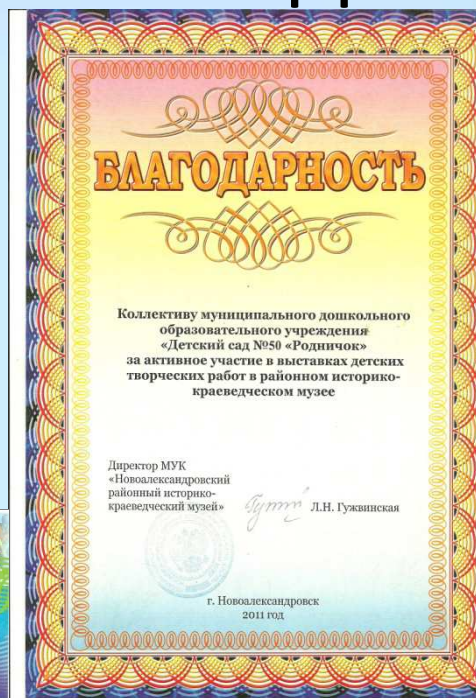 БЛАГОДАРНОСТЬ
Коллективу муниципального дошкольного
образовательного учреждения
«Детский сад №50 «Родничок»
за активное участие в выставках детских
творческих работ в районном историко-
краеведческом музее
Директор МУК
«Новоалександровский
районный историко-
краеведческий музей»
Л.Н. Гужвинская
г. Новоалександровск
2011 год